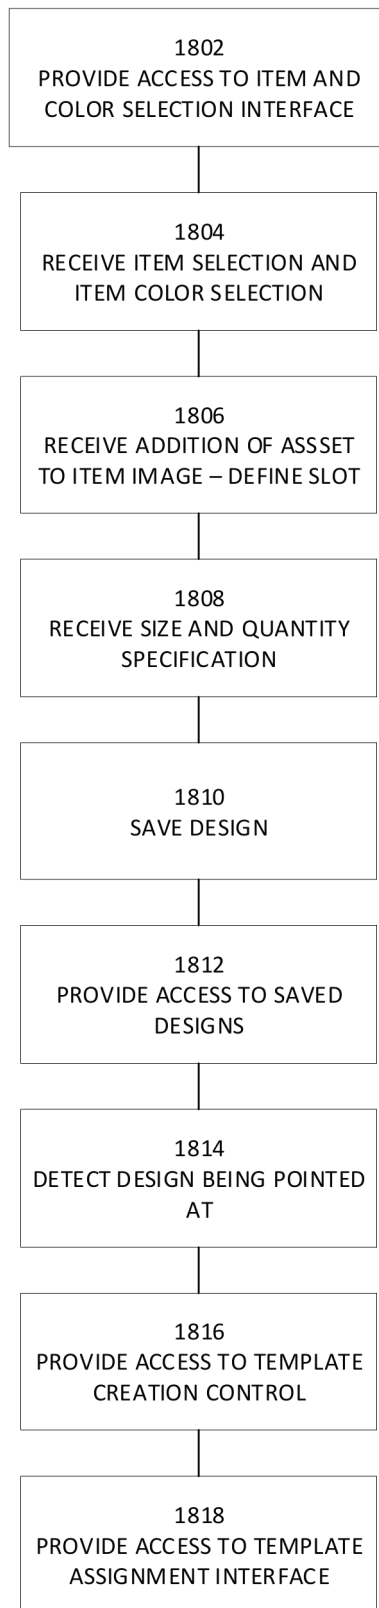 1802
PROVIDE ACCESS TO ITEM AND
COLOR SELECTION INTERFACE
1804
RECEIVE ITEM SELECTION AND
ITEM COLOR SELECTION
1806
RECEIVE ADDITION OF ASSSET
TO ITEM IMAGE – DEFINE SLOT
1808
RECEIVE SIZE AND QUANTITY
SPECIFICATION
1810
SAVE DESIGN
1812
PROVIDE ACCESS TO SAVED
DESIGNS
1814
DETECT DESIGN BEING POINTED
AT
1816
PROVIDE ACCESS TO TEMPLATE
CREATION CONTROL
1818
PROVIDE ACCESS TO TEMPLATE
ASSIGNMENT INTERFACE